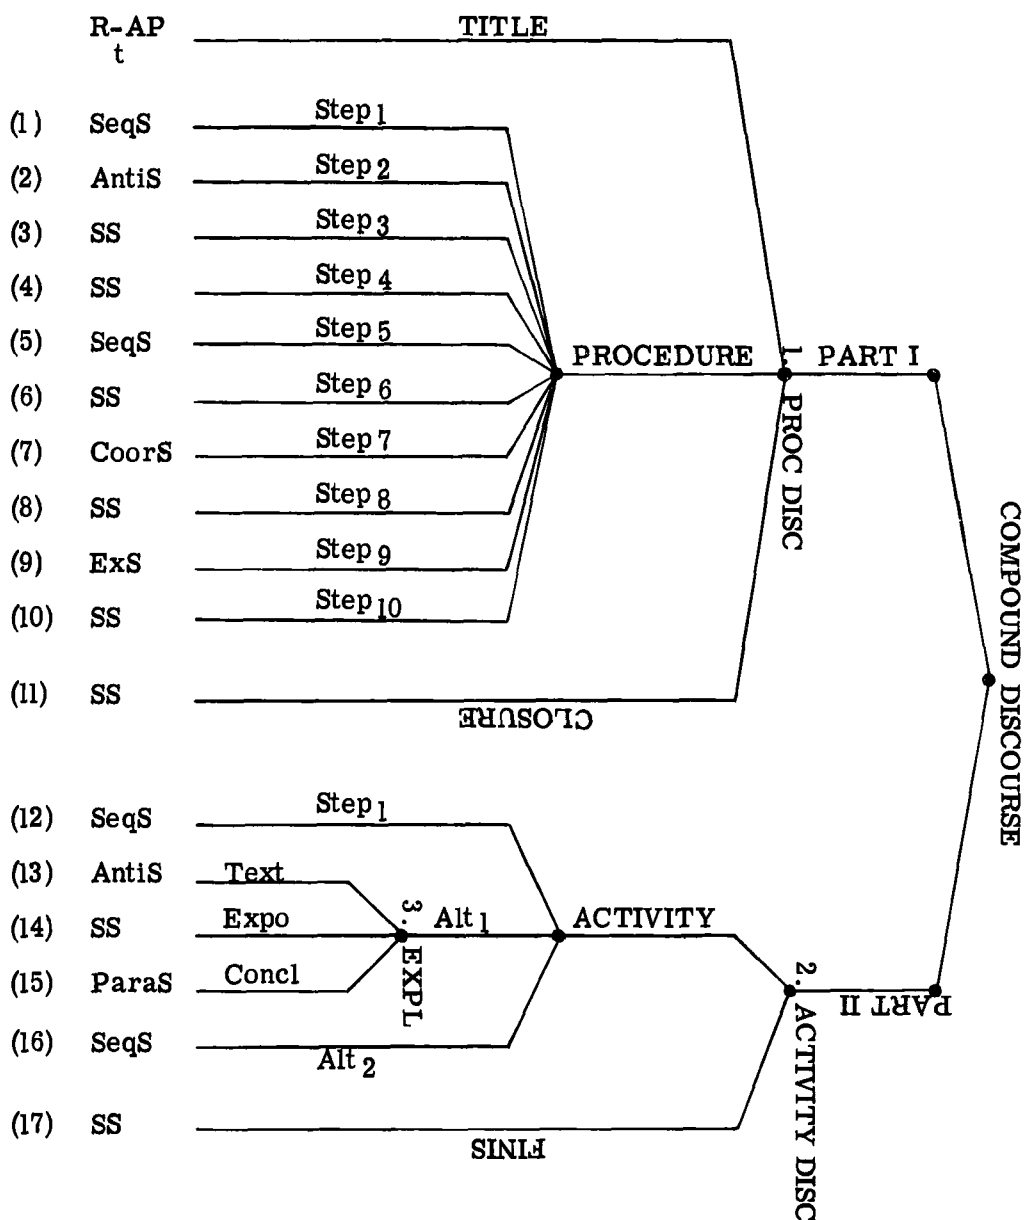 R-AP TITLE
t
(1) SeqS Step 1
(2) AntiS Step 2
(3) SS Step 3
(4) SS Step 4
(5) SeqS Step 5
PROCEDURE 1. PROC DISC PART I
(6) SS Step 6
(7) CoorS Step 7
(8) SS Step 8
(9) ExS Step 9
(10) SS Step 10
(11) SS CLOSURE
COMPOUND DISCOURSE
(12) SeqS Step 1
(13) AntiS Text
(14) SS Expo 3. EXPL Alt 1 ACTIVITY
(15) ParaS Concl
2. ACTIVITY DISC PART II
(16) SeqS Alt 2
(17) SS FINIS